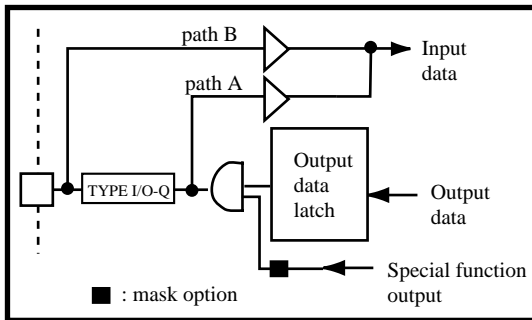 path B
Input
data
path A
TYPE I/O-Q
Output
data
latch
Output
data
Special function
output
: mask option